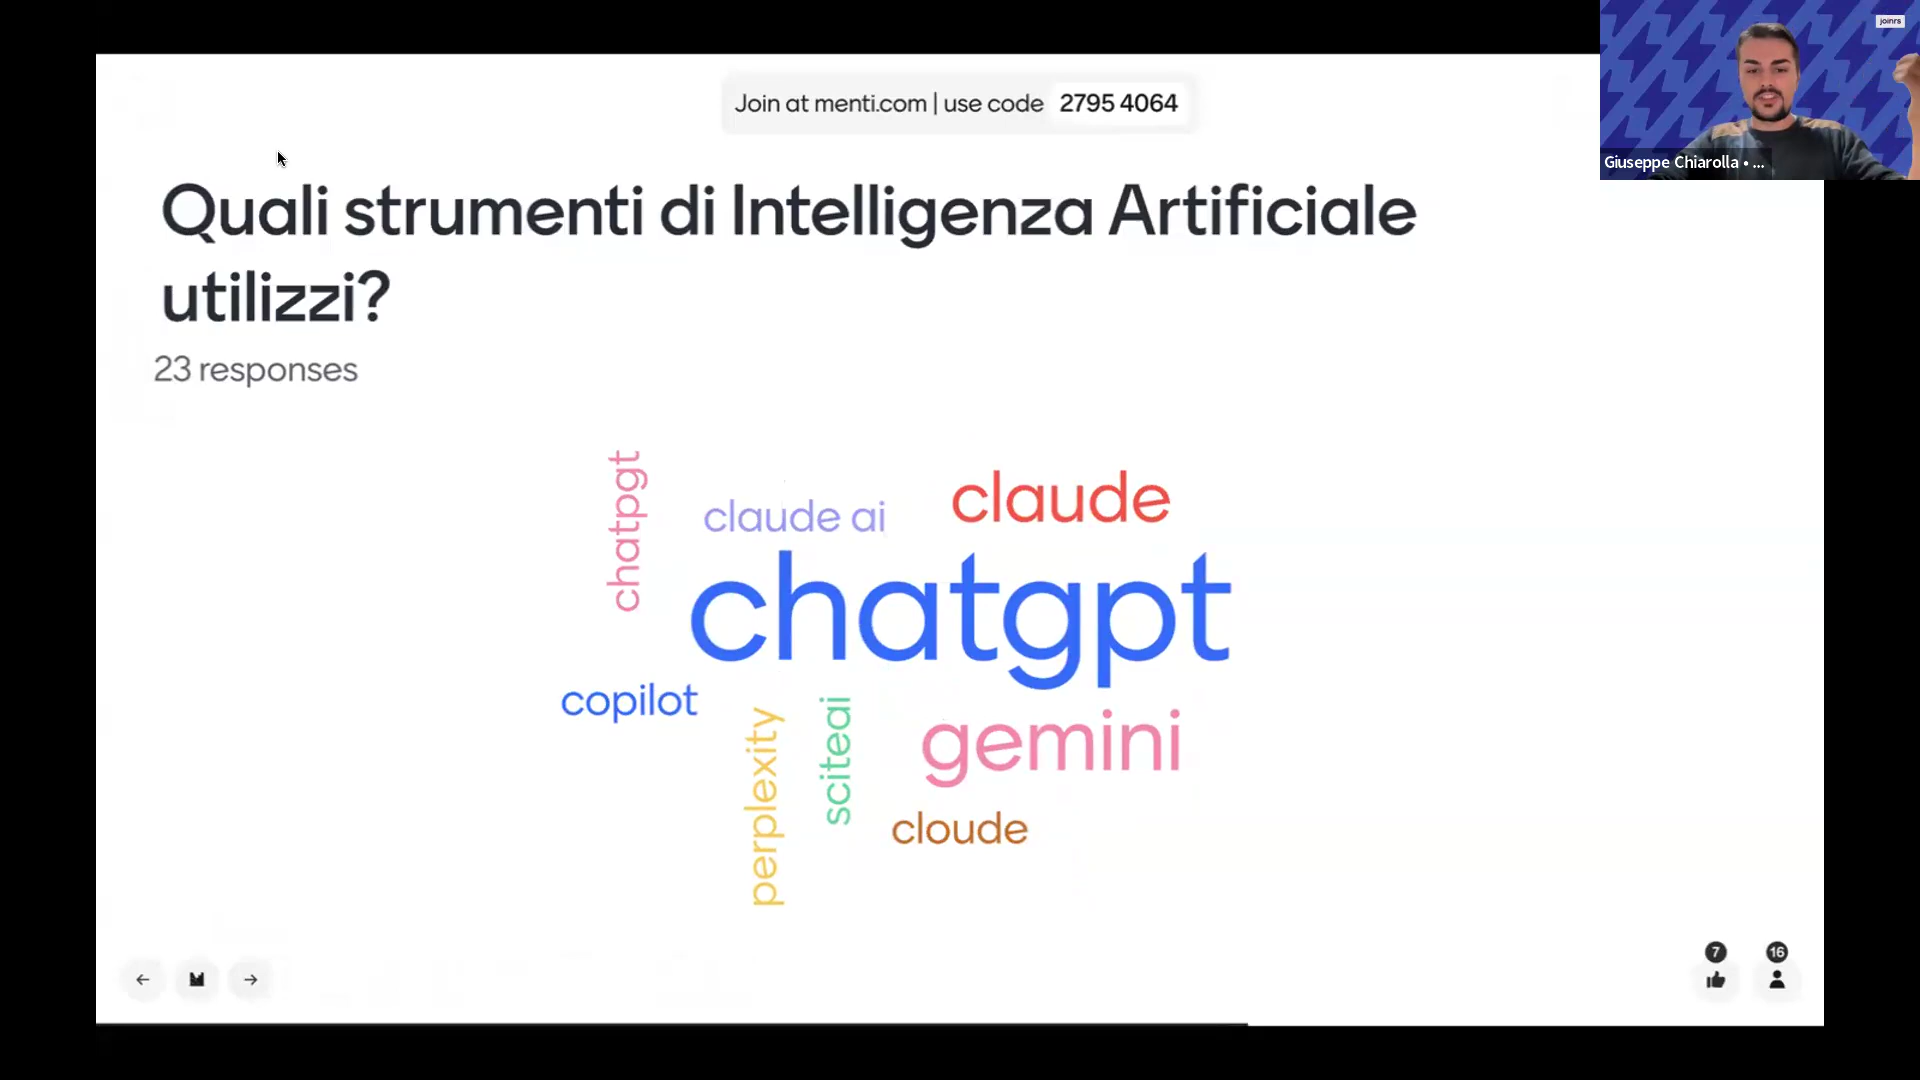 joinrs
Join at menti.com | use code 2795 4064
Giuseppe Chiarolla • ...
Quali strumenti di Intelligenza Artificiale
utilizzi?
23 responses
chatpgt
claude ai
claude
chatgpt
copilot
perplexity
sciteai
gemini
cloude
7
16